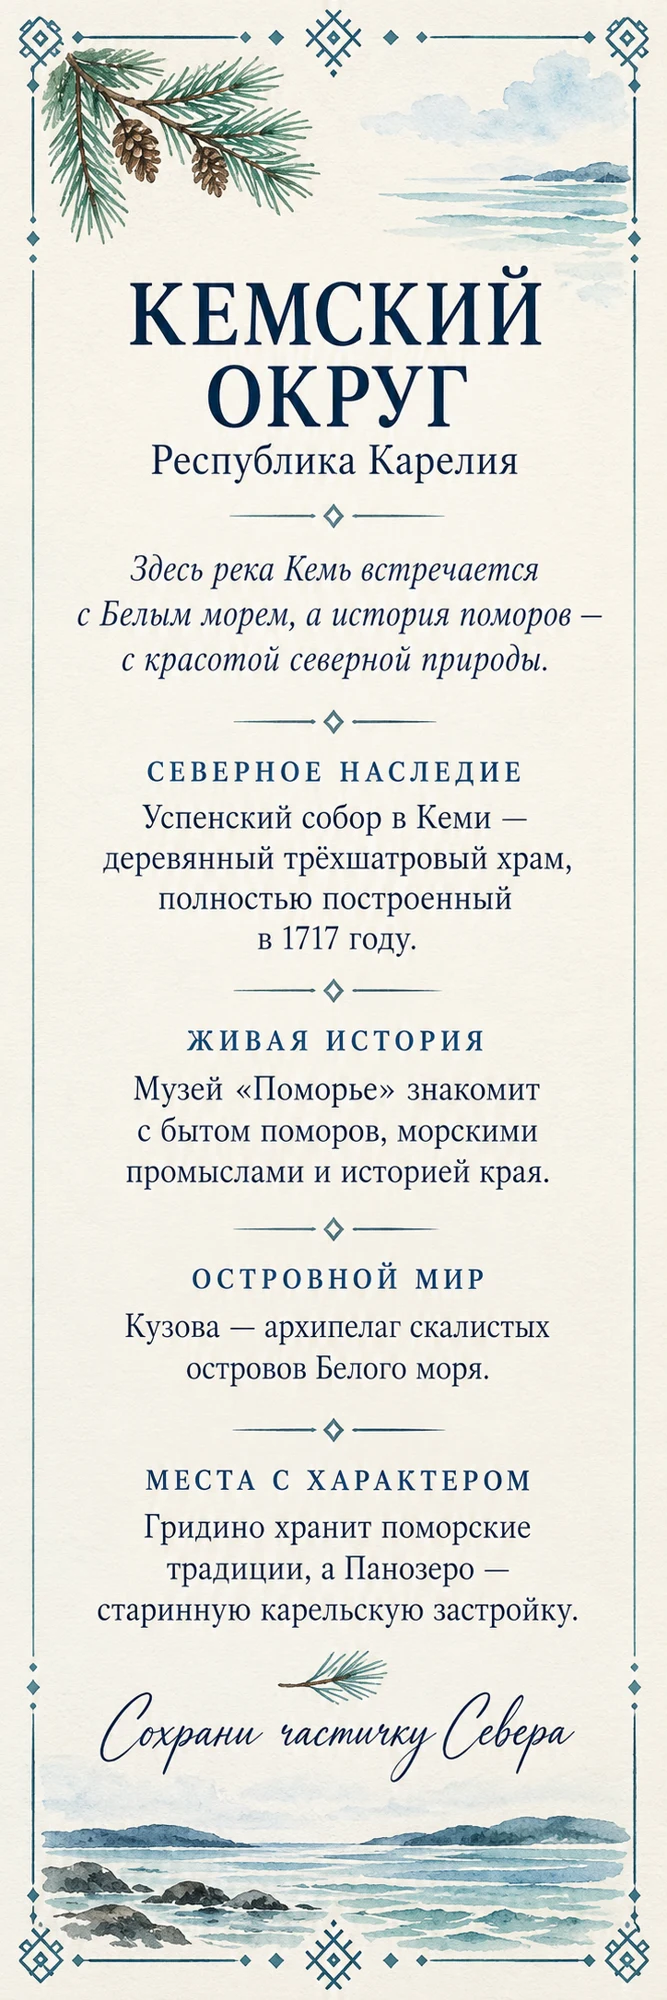 КЕМСКИЙ
ОКРУГ
Республика Карелия
Здесь река Кемь встречается
с Белым морем, а история поморов —
с красотой северной природы.
СЕВЕРНОЕ НАСЛЕДИЕ
Успенский собор в Кеми —
деревянный трёхшатровый храм,
полностью построенный
в 1717 году.
ЖИВАЯ ИСТОРИЯ
Музей «Поморье» знакомит
с бытом поморов, морскими
промыслами и историей края.
ОСТРОВНОЙ МИР
Кузова — архипелаг скалистых
островов Белого моря.
МЕСТА С ХАРАКТЕРОМ
Гридино хранит поморские
традиции, а Панозеро —
старинную карельскую застройку.
Сохрани частичку Севера